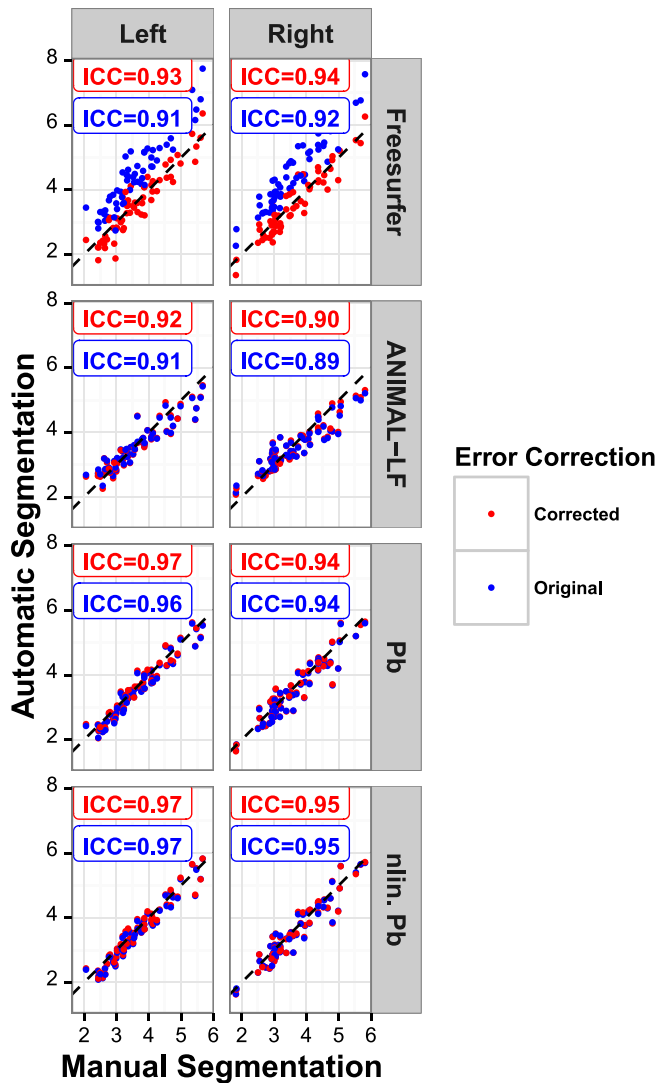 Left
Right
8
ICC=0.93
ICC=0.94
ICC=0.91
ICC=0.92
6
4
2
Freesurfer
8
ICC=0.92
ICC=0.90
ICC=0.91
ICC=0.89
6
4
2
ANIMAL−LF
8
ICC=0.97
ICC=0.94
ICC=0.96
ICC=0.94
6
4
2
Pb
8
ICC=0.97
ICC=0.95
ICC=0.97
ICC=0.95
6
4
2
nlin. Pb
2 3 4 5 6
2 3 4 5 6
Manual Segmentation
Automatic Segmentation
Error Correction
Corrected
Original